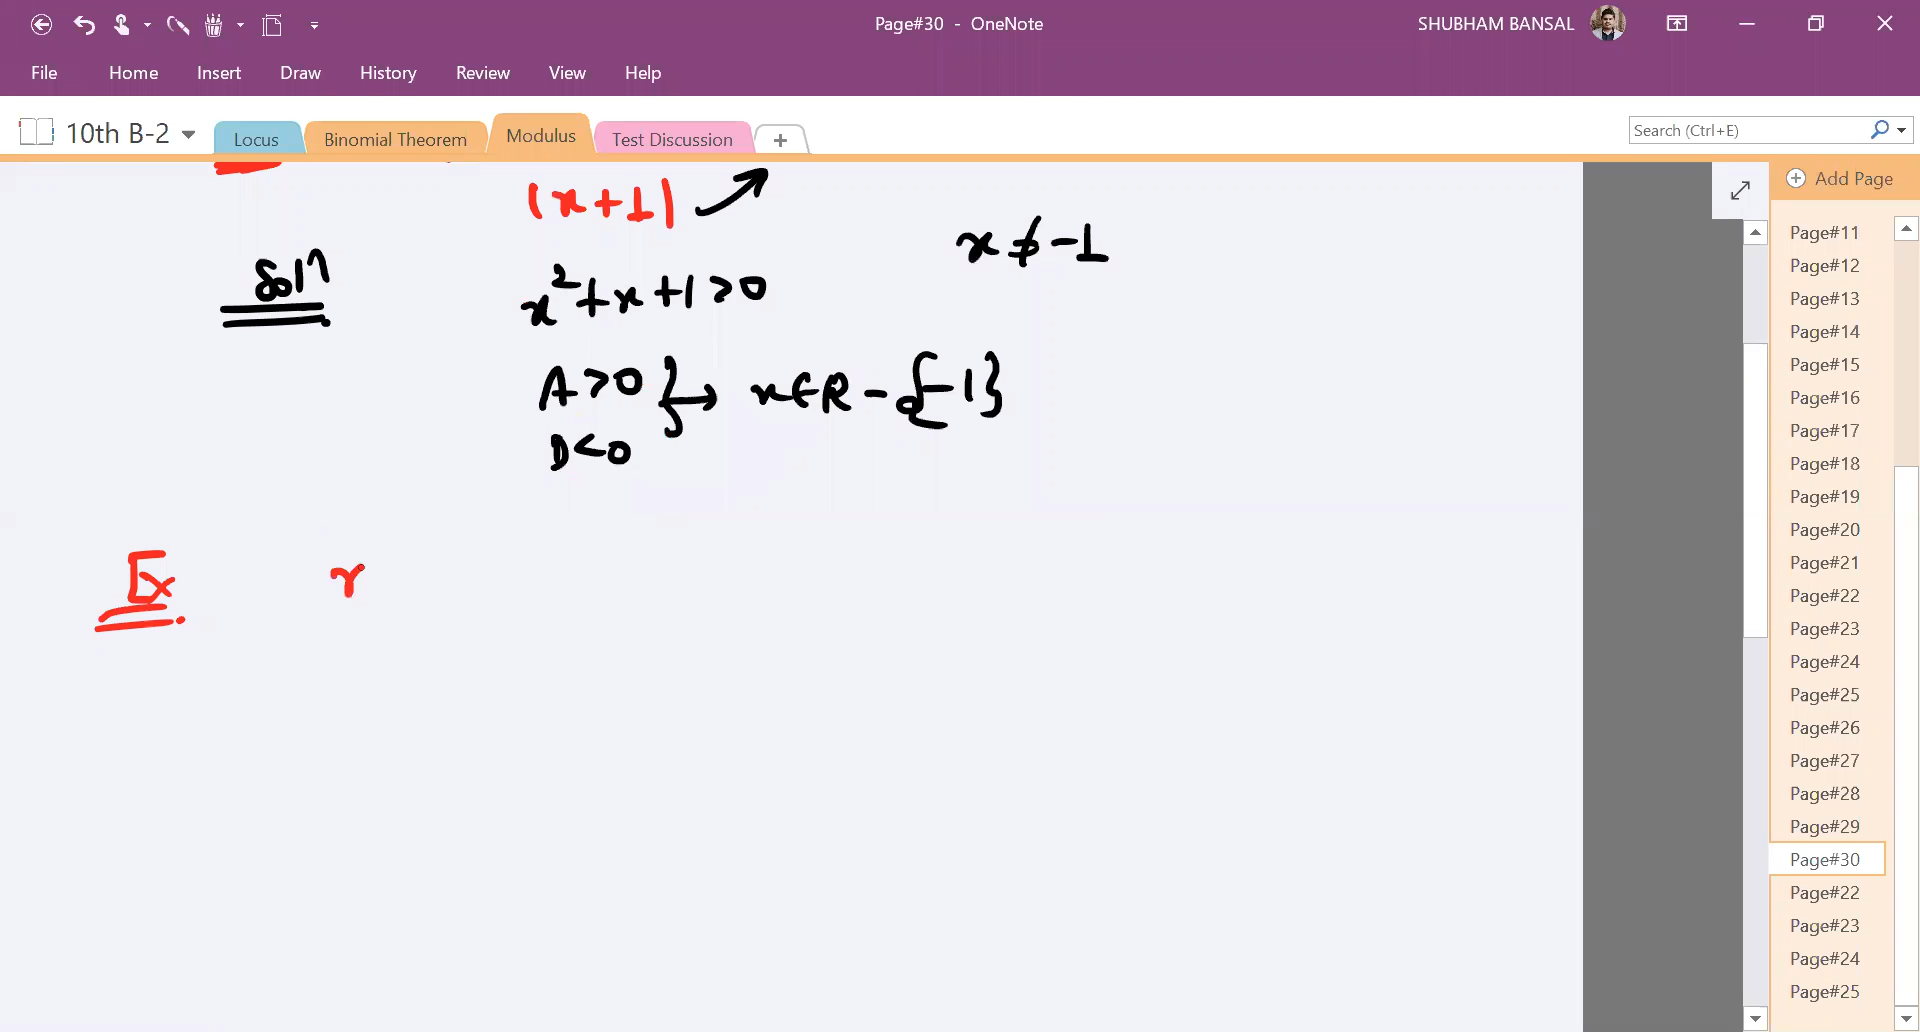 Page#30 - OneNote
SHUBHAM BANSAL
File Home Insert Draw History Review View Help
10th B-2
Locus
Binomial Theorem
Modulus
Test Discussion
Search (Ctrl+E)
Add Page
|x+1|
x ≠ -1
Solⁿ
x²+x+1>0
A>0 } → x∈R - {-1}
D<0
Ex
Page#11
Page#12
Page#13
Page#14
Page#15
Page#16
Page#17
Page#18
Page#19
Page#20
Page#21
Page#22
Page#23
Page#24
Page#25
Page#26
Page#27
Page#28
Page#29
Page#30
Page#22
Page#23
Page#24
Page#25